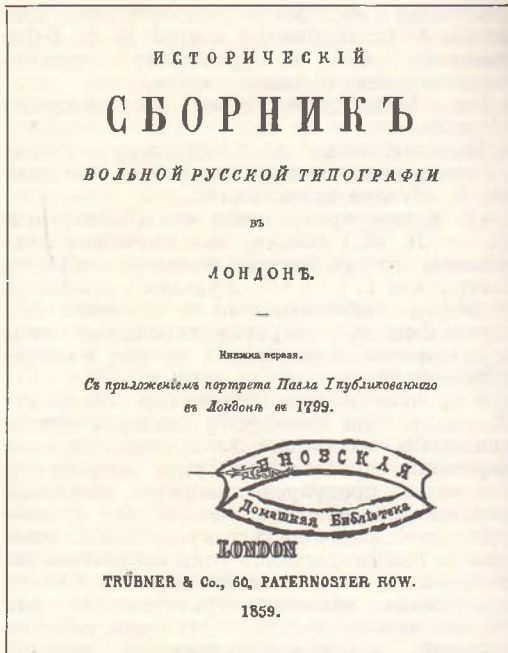 ИСТОРИЧЕСКІЙ
СБОРНИКЪ
ВОЛЬНОЙ РУССКОЙ ТИПОГРАФІИ
ВЪ
ЛОНДОНѢ.
Книжка первая.
Съ приложеніемъ портрета Павла I публикованнаго
въ Лондонѣ въ 1799.
Домашняя Библіотека
LONDON
TRÜBNER & Co., 60, PATERNOSTER ROW.
1859.